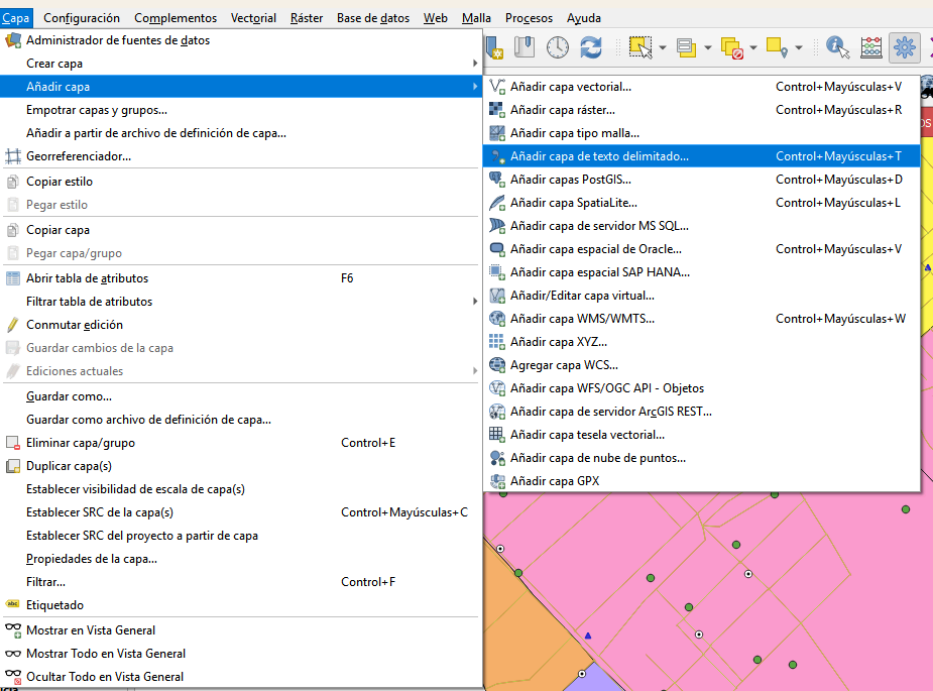 Capa Configuración Complementos Vectorial Ráster Base de datos Web Malla Procesos Ayuda
Administrador de fuentes de datos
Crear capa
Añadir capa
Empotrar capas y grupos...
Añadir a partir de archivo de definición de capa...
Georreferenciador...
Copiar estilo
Pegar estilo
Copiar capa
Pegar capa/grupo
Abrir tabla de atributos F6
Filtrar tabla de atributos
Conmutar edición
Guardar cambios de la capa
Ediciones actuales
Guardar como...
Guardar como archivo de definición de capa...
Eliminar capa/grupo Control+E
Duplicar capa(s)
Establecer visibilidad de escala de capa(s)
Establecer SRC de la capa(s) Control+Mayúsculas+C
Establecer SRC del proyecto a partir de capa
Propiedades de la capa...
Filtrar... Control+F
abc Etiquetado
Mostrar en Vista General
Mostrar Todo en Vista General
Ocultar Todo en Vista General
Añadir capa vectorial... Control+Mayúsculas+V
Añadir capa ráster... Control+Mayúsculas+R
Añadir capa tipo malla...
Añadir capa de texto delimitado... Control+Mayúsculas+T
Añadir capas PostGIS... Control+Mayúsculas+D
Añadir capa SpatiaLite... Control+Mayúsculas+L
Añadir capa de servidor MS SQL...
Añadir capa espacial de Oracle... Control+Mayúsculas+V
Añadir capa espacial SAP HANA...
Añadir/Editar capa virtual...
Añadir capa WMS/WMTS... Control+Mayúsculas+W
Añadir capa XYZ...
Agregar capa WCS...
Añadir capa WFS/OGC API - Objetos
Añadir capa de servidor ArcGIS REST...
Añadir capa tesela vectorial...
Añadir capa de nube de puntos...
Añadir capa GPX